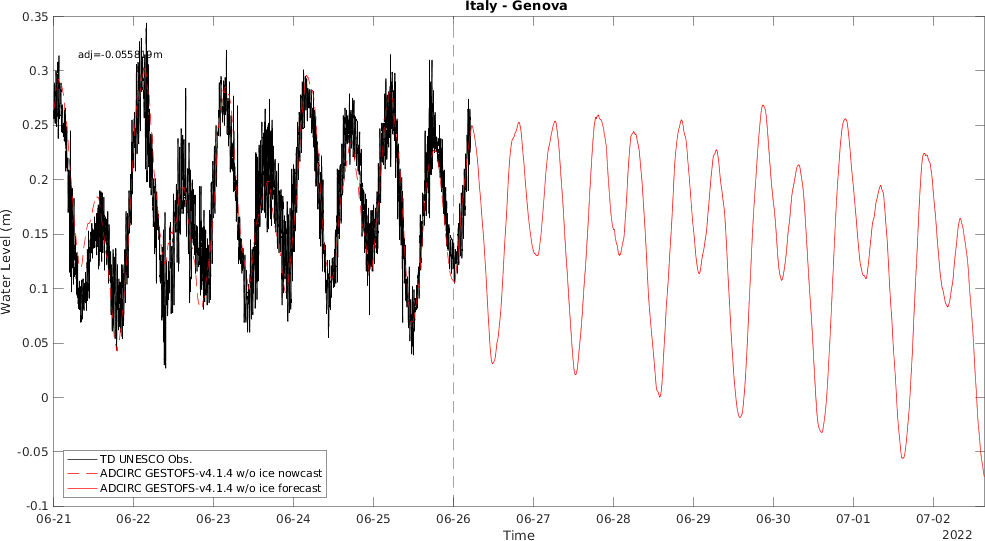 Italy - Genova
0.35
0.3
0.25
0.2
0.15
0.1
0.05
0
-0.05
-0.1
Water Level (m)
TD UNESCO Obs.
ADCIRC GESTOFS-v4.1.4 w/o ice nowcast
ADCIRC GESTOFS-v4.1.4 w/o ice forecast
06-21 06-22 06-23 06-24 06-25 06-26 06-27 06-28 06-29 06-30 07-01 07-02
Time
2022